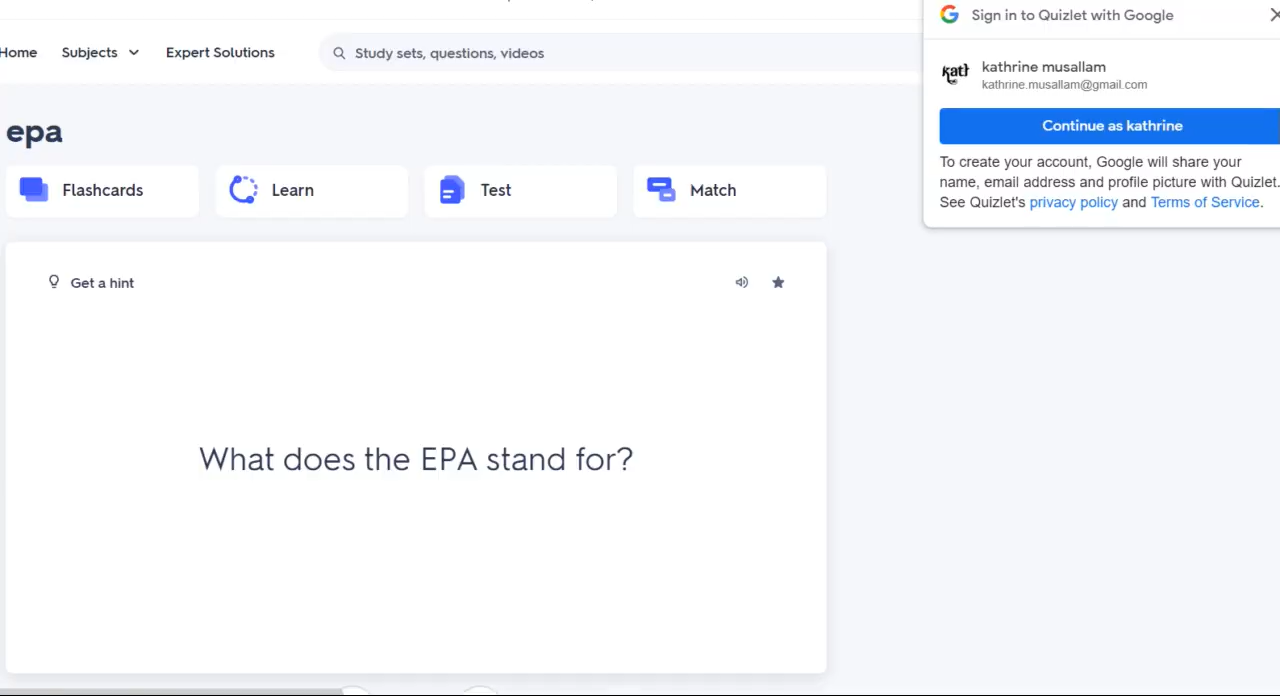 Sign in to Quizlet with Google
Home Subjects Expert Solutions Study sets, questions, videos
kath kathrine musallam
kathrine.musallam@gmail.com
Continue as kathrine
To create your account, Google will share your
name, email address and profile picture with Quizlet.
See Quizlet's privacy policy and Terms of Service.
epa
Flashcards Learn Test Match
Get a hint
What does the EPA stand for?